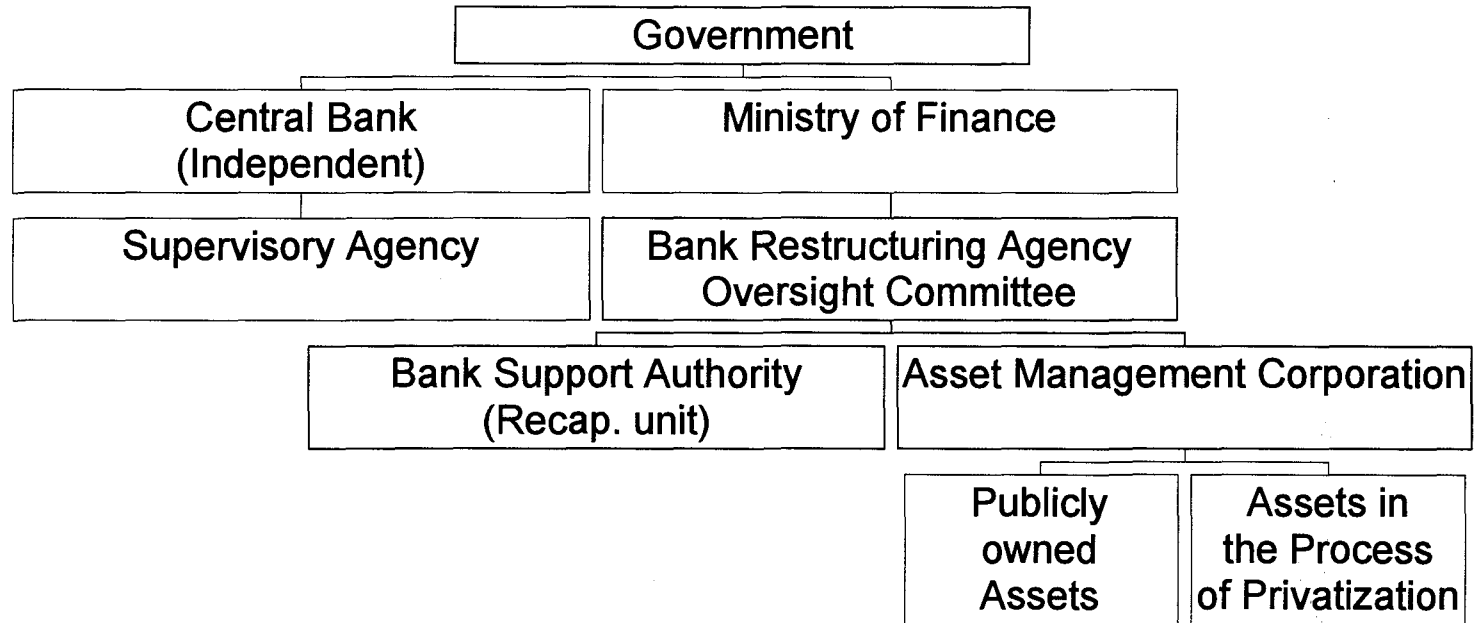 Government
Central Bank
(Independent)
Ministry of Finance
Supervisory Agency
Bank Restructuring Agency
Oversight Committee
Bank Support Authority
(Recap. unit)
Asset Management Corporation
Publicly
owned
Assets
Assets in
the Process
of Privatization